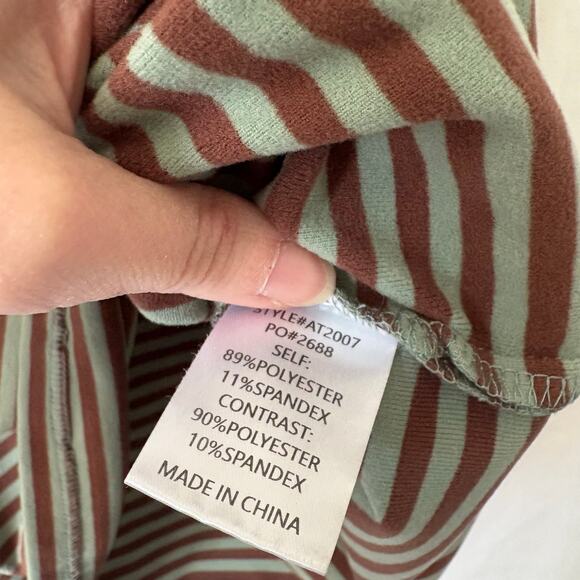 STYLE#AT2007
PO#2688
SELF:
89%POLYESTER
11%SPANDEX
CONTRAST:
90%POLYESTER
10%SPANDEX
MADE IN CHINA